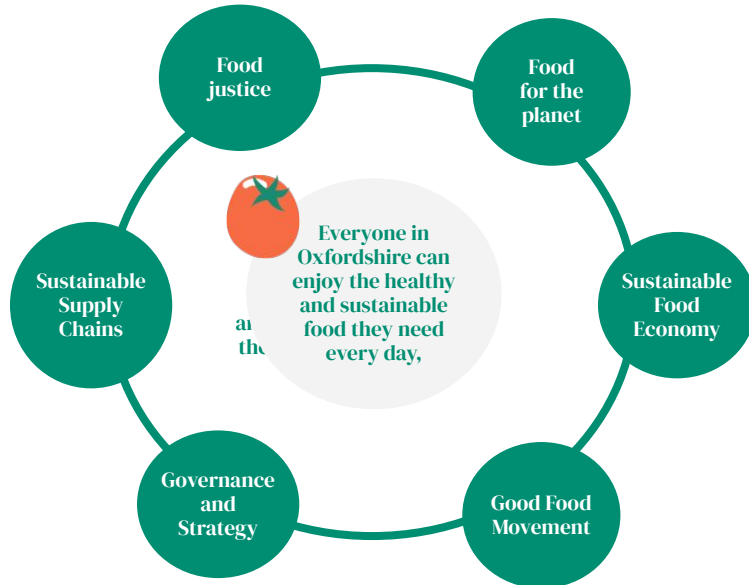 Food
justice
Food
for the
planet
Sustainable
Supply
Chains
Everyone in
Oxfordshire can
enjoy the healthy
and sustainable
food they need
every day,
Sustainable
Food
Economy
Governance
and
Strategy
Good Food
Movement